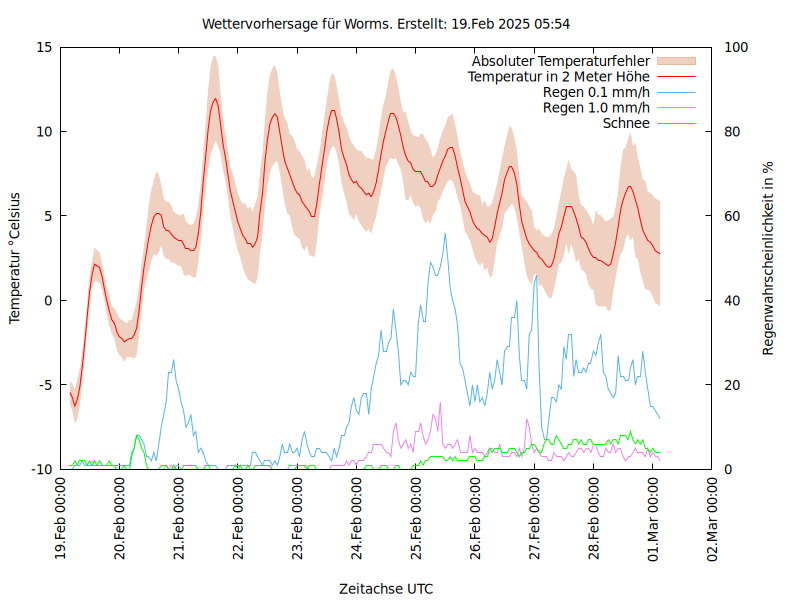 Wettervorhersage für Worms. Erstellt: 19.Feb 2025 05:54
Absoluter Temperaturfehler
Temperatur in 2 Meter Höhe
Regen 0.1 mm/h
Regen 1.0 mm/h
Schnee
Temperatur °Celsius
15
10
5
0
-5
-10
Regenwahrscheinlichkeit in %
100
80
60
40
20
0
19.Feb 00:00
20.Feb 00:00
21.Feb 00:00
22.Feb 00:00
23.Feb 00:00
24.Feb 00:00
25.Feb 00:00
26.Feb 00:00
27.Feb 00:00
28.Feb 00:00
01.Mar 00:00
02.Mar 00:00
Zeitachse UTC